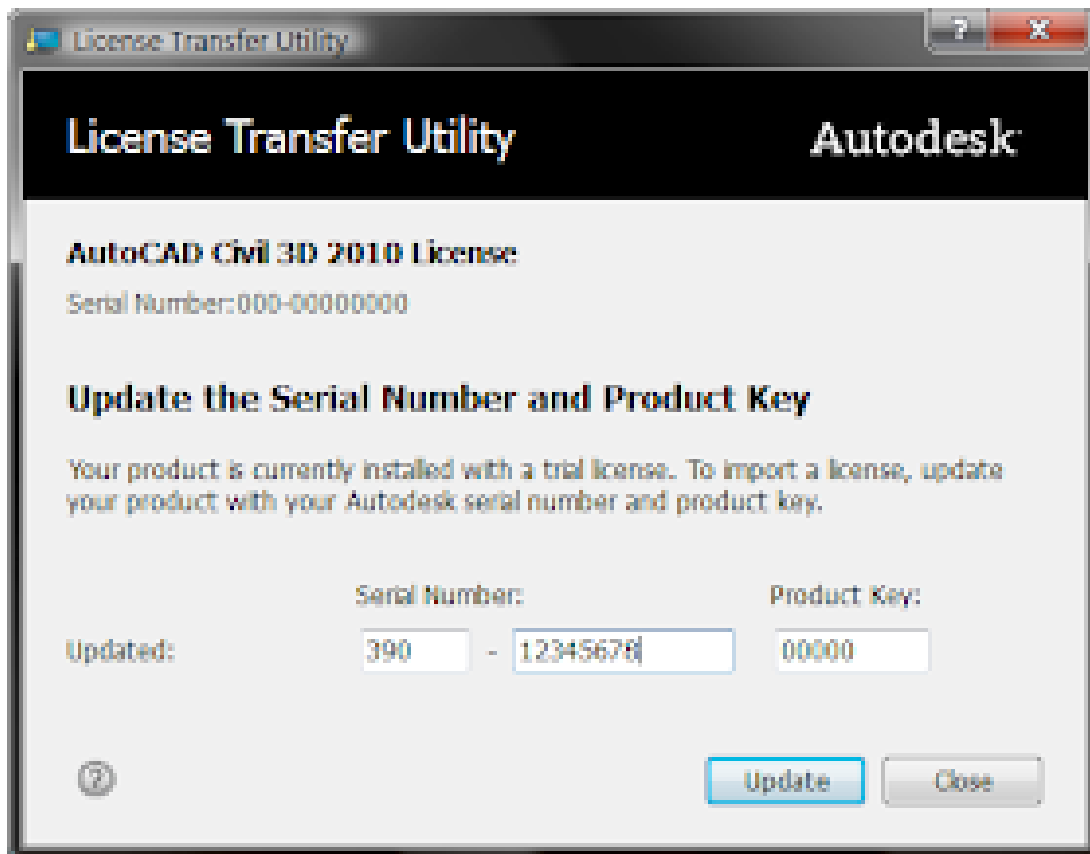 License Transfer Utility
License Transfer Utility Autodesk
AutoCAD Civil 3D 2010 License
Serial Number: 000-00000000
Update the Serial Number and Product Key
Your product is currently installed with a trial license. To import a license, update
your product with your Autodesk serial number and product key.
Serial Number: Product Key:
Updated: 390 - 12345678 00000
Update Close